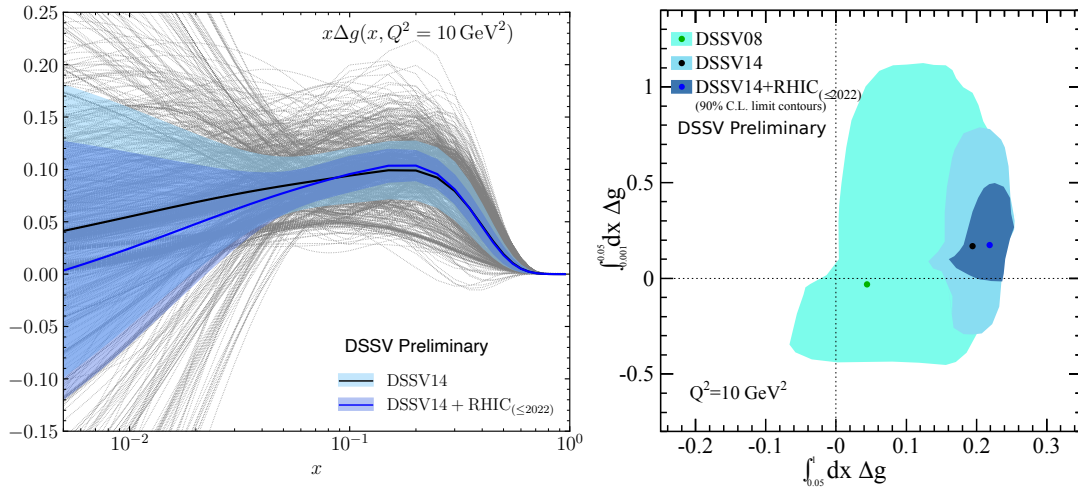 0.25
0.20
0.15
0.10
0.05
0.00
−0.05
−0.10
−0.15
xΔg(x, Q² = 10 GeV²)
DSSV Preliminary
DSSV14
DSSV14 + RHIC(≤2022)
10⁻²
10⁻¹
10⁰
x
DSSV08
DSSV14
DSSV14+RHIC(≤2022)
(90% C.L. limit contours)
DSSV Preliminary
1
0.5
0
-0.5
∫₀.₀₀₁^0.05 dx Δg
Q²=10 GeV²
-0.2
-0.1
-0
0.1
0.2
0.3
∫₀.₀₅^1 dx Δg